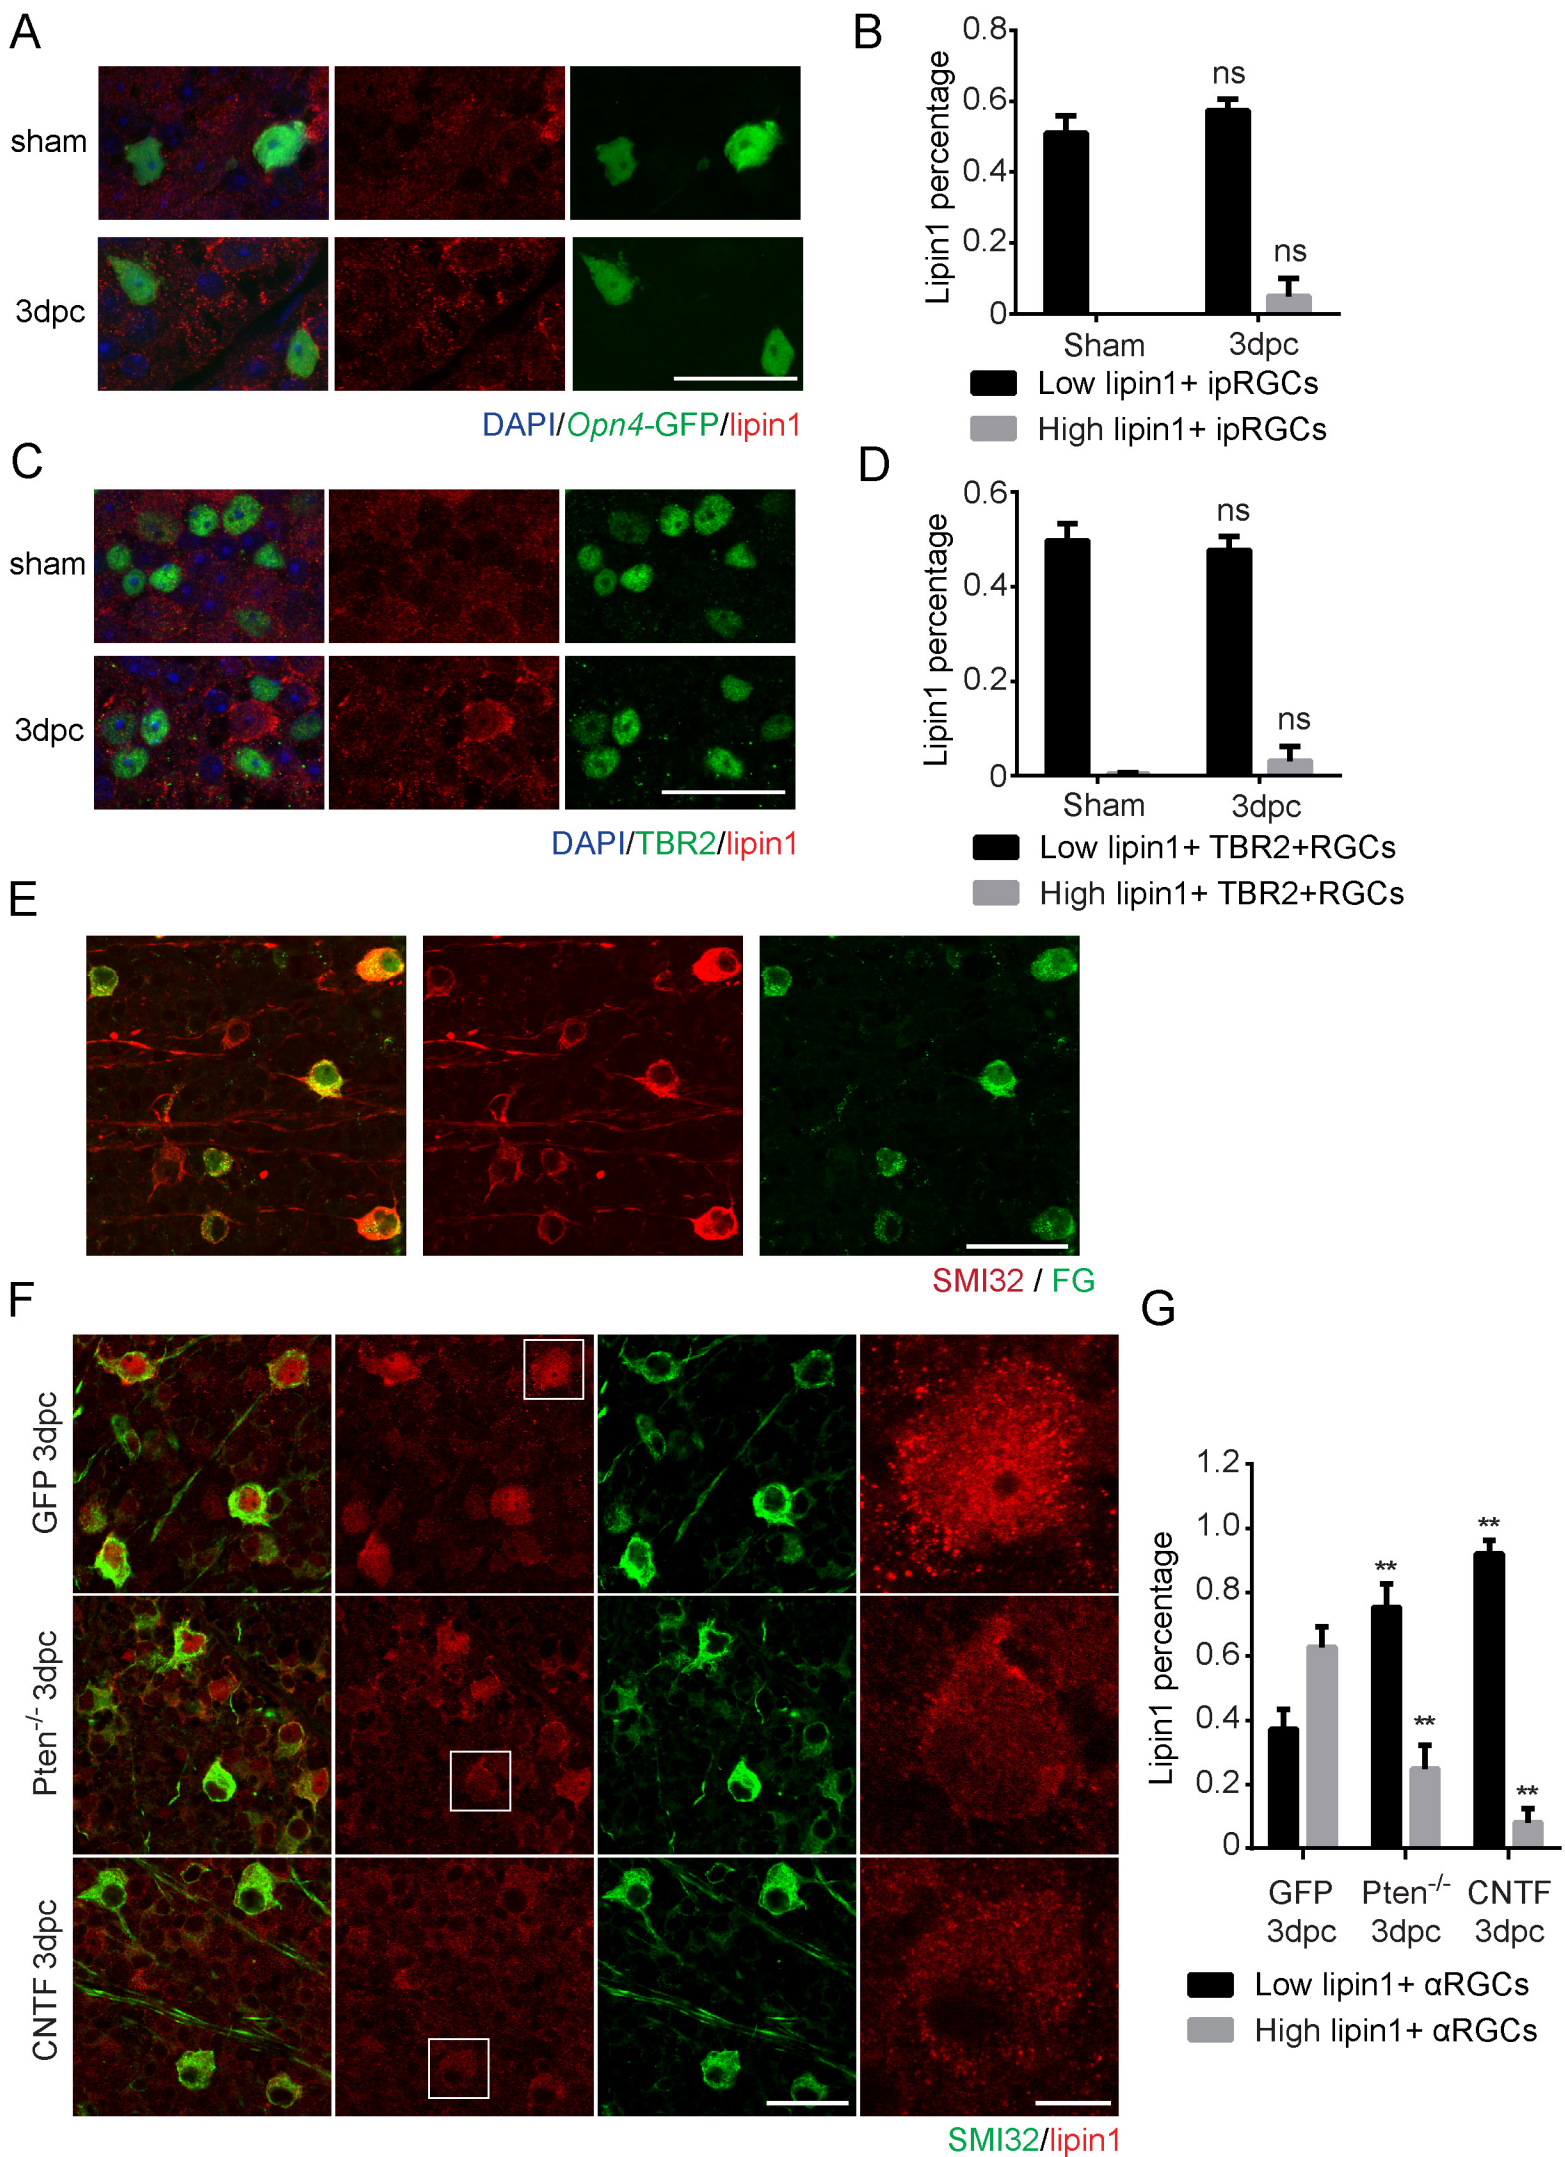 A
sham
3dpc
DAPI/Opn4-GFP/lipin1
B
Lipin1 percentage
0.8
0.6
0.4
0.2
0
ns
ns
Sham
3dpc
Low lipin1+ ipRGCs
High lipin1+ ipRGCs
C
sham
3dpc
DAPI/TBR2/lipin1
D
Lipin1 percentage
0.6
0.4
0.2
0
ns
ns
Sham
3dpc
Low lipin1+ TBR2+RGCs
High lipin1+ TBR2+RGCs
E
SMI32 / FG
F
GFP 3dpc
Pten-/- 3dpc
CNTF 3dpc
SMI32/lipin1
G
Lipin1 percentage
1.2
1.0
0.8
0.6
0.4
0.2
0
**
**
**
**
GFP
3dpc
Pten-/-
3dpc
CNTF
3dpc
Low lipin1+ αRGCs
High lipin1+ αRGCs